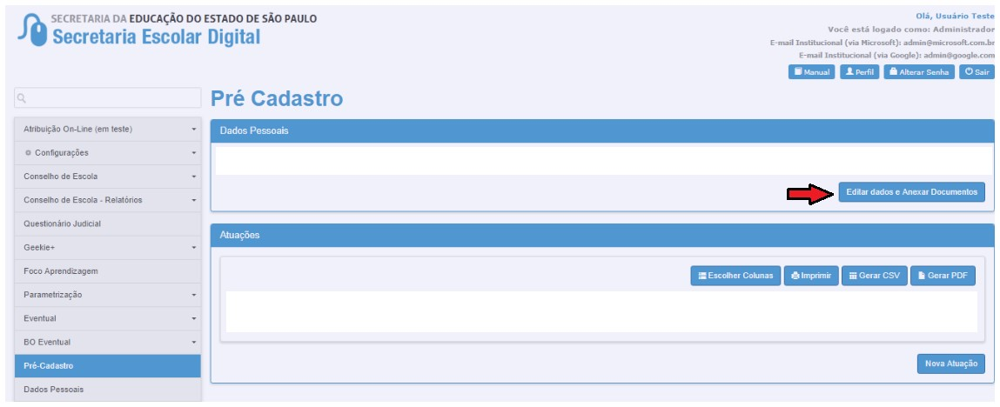 SECRETARIA DA EDUCAÇÃO DO ESTADO DE SÃO PAULO
Secretaria Escolar Digital
Olá, Usuário Teste
Você está logado como: Administrador
E-mail Institucional (via Microsoft): admin@microsoft.com.br
E-mail Institucional (via Google): admin@google.com
Manual Perfil Alterar Senha Sair
Pré Cadastro
Atribuição On-Line (em teste)
Configurações
Conselho de Escola
Conselho de Escola - Relatórios
Questionário Judicial
Geekie+
Foco Aprendizagem
Parametrização
Eventual
BO Eventual
Pré-Cadastro
Dados Pessoais
Dados Pessoais
Editar dados e Anexar Documentos
Atuações
Escolher Colunas Imprimir Gerar CSV Gerar PDF
Nova Atuação